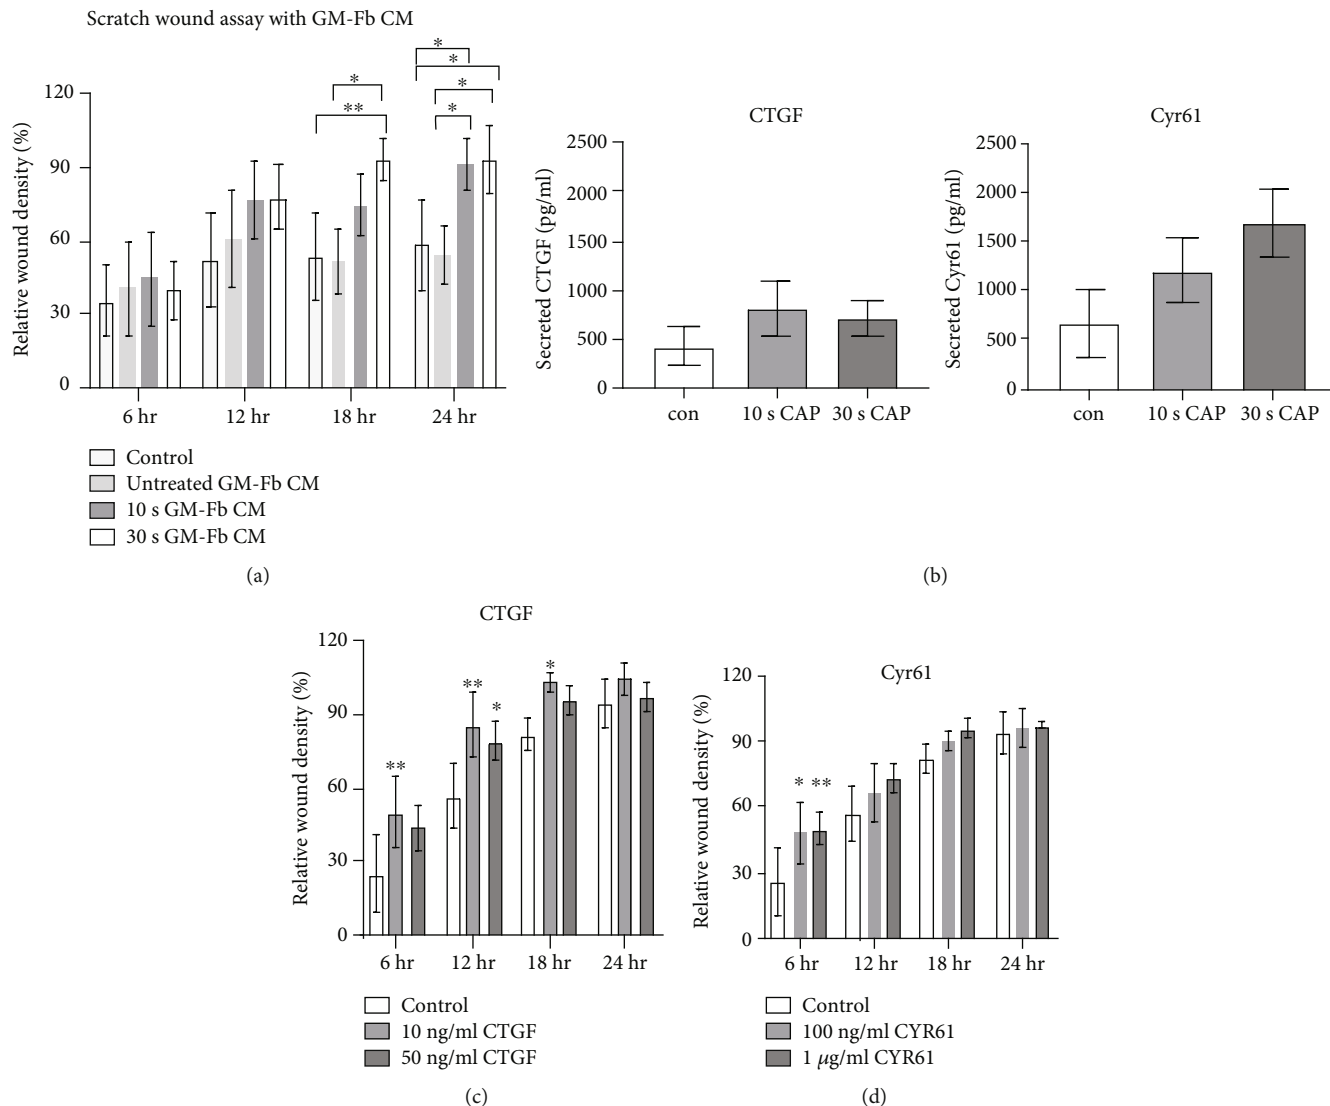 Scratch wound assay with GM-Fb CM
* * * ** * *
Relative wound density (%)
120
90
60
30
0
6 hr 12 hr 18 hr 24 hr
Control
Untreated GM-Fb CM
10 s GM-Fb CM
30 s GM-Fb CM
(a)
CTGF
Secreted CTGF (pg/ml)
2500
2000
1500
1000
500
0
con 10 s CAP 30 s CAP
Cyr61
Secreted Cyr61 (pg/ml)
2500
2000
1500
1000
500
0
con 10 s CAP 30 s CAP
(b)
CTGF
Relative wound density (%)
120
90
60
30
0
** ** * *
6 hr 12 hr 18 hr 24 hr
Control
10 ng/ml CTGF
50 ng/ml CTGF
(c)
Cyr61
Relative wound density (%)
120
90
60
30
0
* **
6 hr 12 hr 18 hr 24 hr
Control
100 ng/ml CYR61
1 μg/ml CYR61
(d)